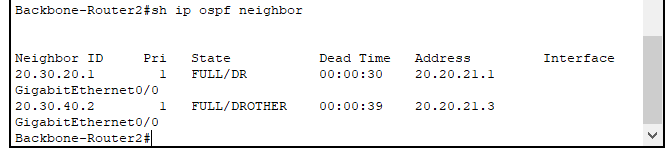 Backbone-Router2#sh ip ospf neighbor
Neighbor ID Pri State Dead Time Address Interface
20.30.20.1 1 FULL/DR 00:00:30 20.20.21.1
GigabitEthernet0/0
20.30.40.2 1 FULL/DROTHER 00:00:39 20.20.21.3
GigabitEthernet0/0
Backbone-Router2#